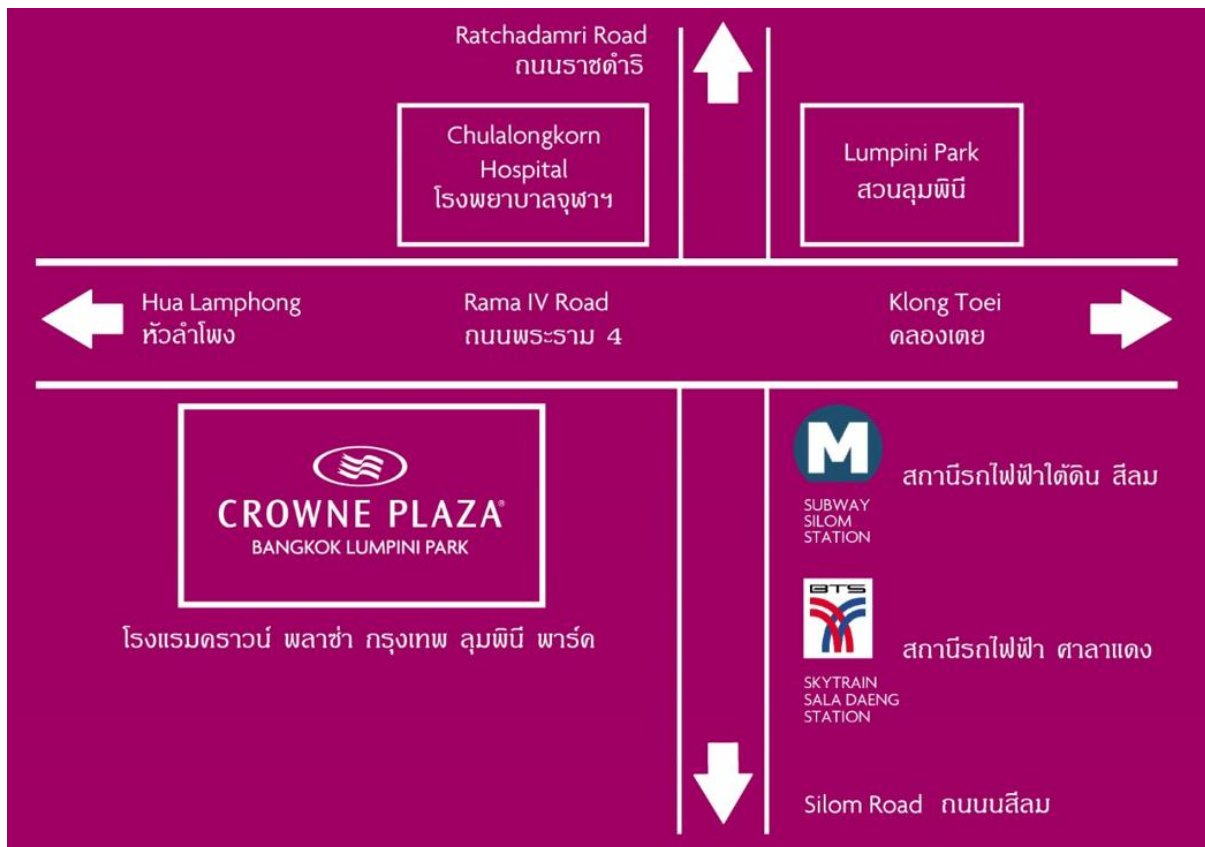 Ratchadamri Road
ถนนราชดำริ
Chulalongkorn
Hospital
โรงพยาบาลจุฬาฯ
Lumpini Park
สวนลุมพินี
Hua Lamphong
หัวลำโพง
Rama IV Road
ถนนพระราม 4
Klong Toei
คลองเตย
CROWNE PLAZA®
BANGKOK LUMPINI PARK
โรงแรมคราวน์ พลาซ่า กรุงเทพ ลุมพินี พาร์ค
M
SUBWAY
SILOM
STATION
สถานีรถไฟฟ้าใต้ดิน สีลม
BTS
SKYTRAIN
SALA DAENG
STATION
สถานีรถไฟฟ้า ศาลาแดง
Silom Road ถนนสีลม